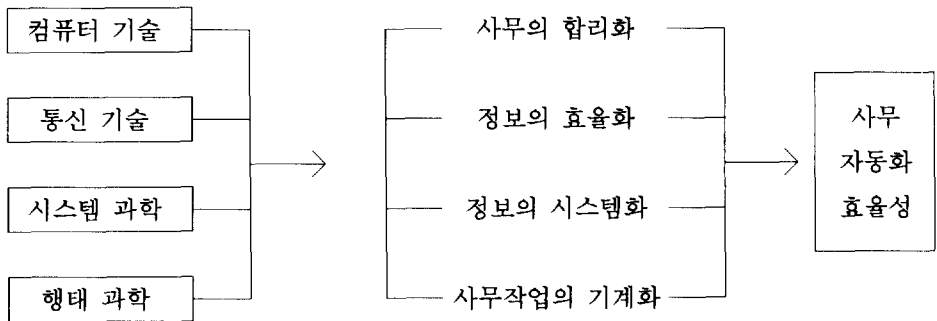 컴퓨터 기술
통신 기술
시스템 과학
행태 과학
사무의 합리화
정보의 효율화
정보의 시스템화
사무작업의 기계화
사무
자동화
효율성